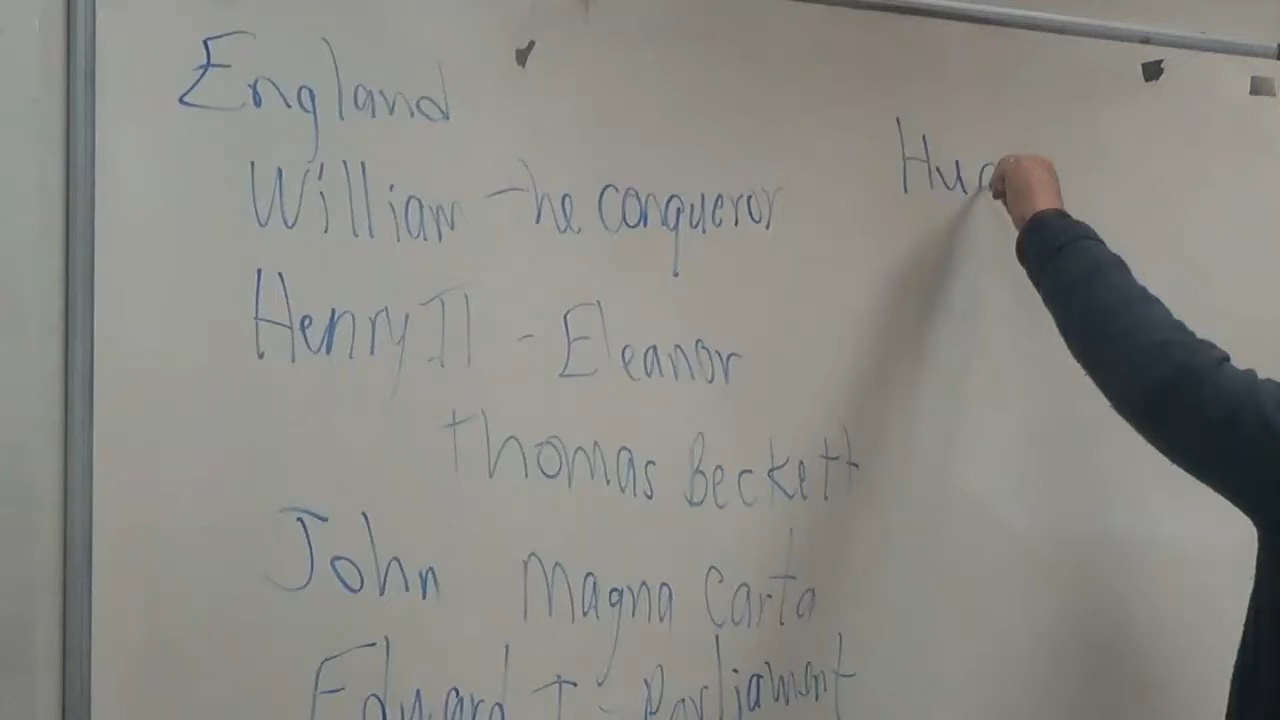 England
William the conqueror
Henry II - Eleanor
Thomas Beckett
John Magna Carta
Edward I: Parliament